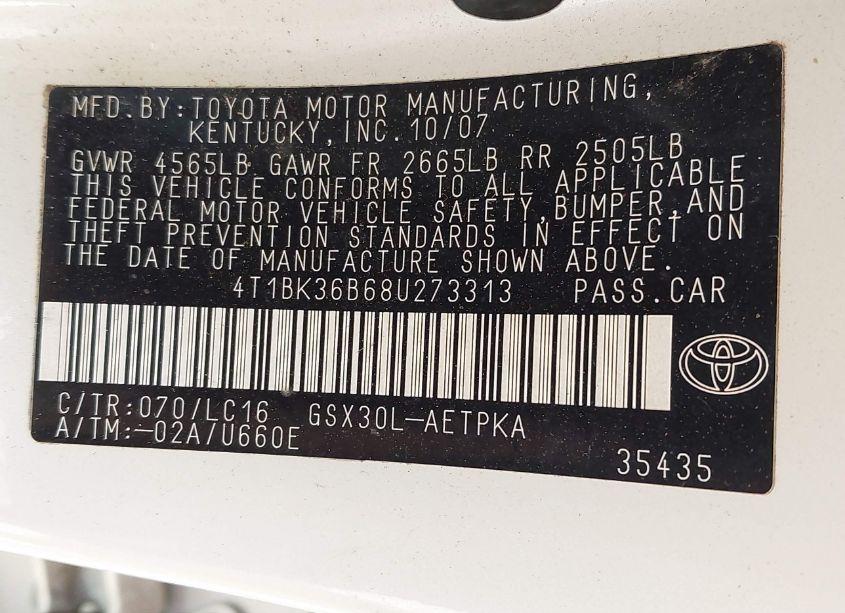 MFD.BY:TOYOTA MOTOR MANUFACTURING,
KENTUCKY,INC.10/07
GVWR 4565LB GAWR FR 2665LB RR 2505LB
THIS VEHICLE CONFORMS TO ALL APPLICABLE
FEDERAL MOTOR VEHICLE SAFETY,BUMPER,AND
THEFT PREVENTION STANDARDS IN EFFECT ON
THE DATE OF MANUFACTURE SHOWN ABOVE.
4T1BK36B68U273313 PASS.CAR
C/TR:070/LC16 GSX30L-AETPKA
A/TM:-02A/U660E
35435